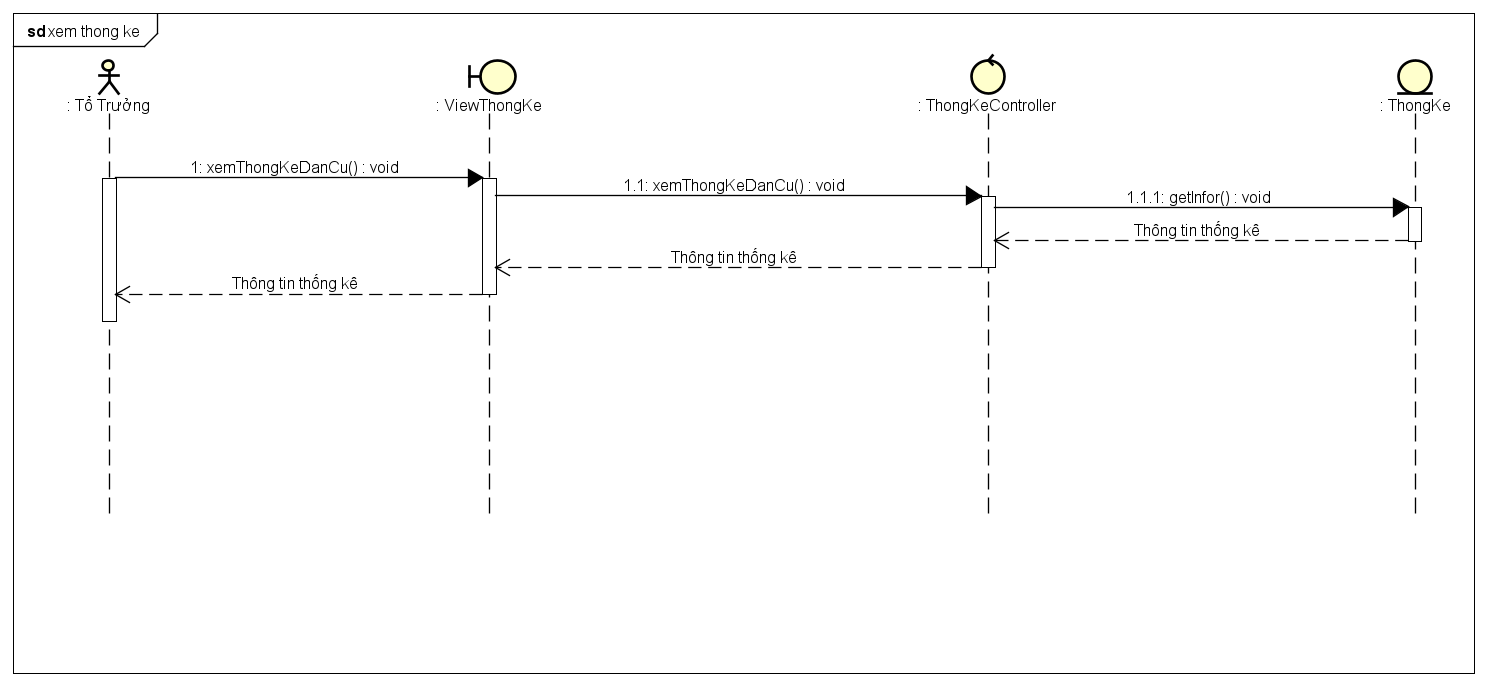 sd xem thong ke
: Tổ Trưởng
: ViewThongKe
: ThongKeController
: ThongKe
1: xemThongKeDanCu() : void
1.1: xemThongKeDanCu() : void
1.1.1: getInfor() : void
Thông tin thống kê
Thông tin thống kê
Thông tin thống kê